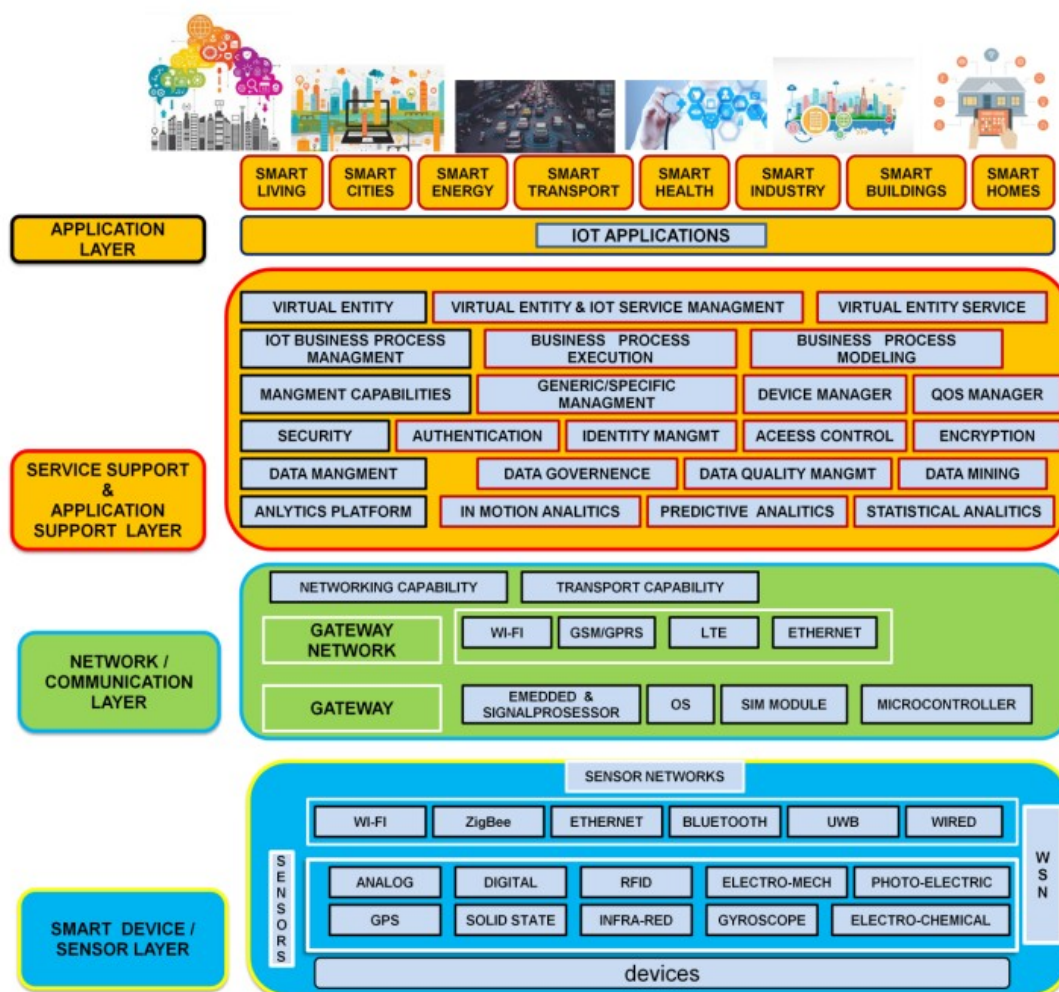 SMART LIVING
SMART CITIES
SMART ENERGY
SMART TRANSPORT
SMART HEALTH
SMART INDUSTRY
SMART BUILDINGS
SMART HOMES
APPLICATION
LAYER
IOT APPLICATIONS
VIRTUAL ENTITY
VIRTUAL ENTITY & IOT SERVICE MANAGMENT
VIRTUAL ENTITY SERVICE
IOT BUSINESS PROCESS
MANAGMENT
BUSINESS PROCESS
EXECUTION
BUSINESS PROCESS
MODELING
MANGMENT CAPABILITIES
GENERIC/SPECIFIC
MANAGMENT
DEVICE MANAGER
QOS MANAGER
SECURITY
AUTHENTICATION
IDENTITY MANGMT
ACEESS CONTROL
ENCRYPTION
SERVICE SUPPORT
&
APPLICATION
SUPPORT LAYER
DATA MANGMENT
DATA GOVERNENCE
DATA QUALITY MANGMT
DATA MINING
ANLYTICS PLATFORM
IN MOTION ANALITICS
PREDICTIVE ANALITICS
STATISTICAL ANALITICS
NETWORKING CAPABILITY
TRANSPORT CAPABILITY
GATEWAY
NETWORK
WI-FI
GSM/GPRS
LTE
ETHERNET
NETWORK /
COMMUNICATION
LAYER
GATEWAY
EMEDDED &
SIGNALPROSESSOR
OS
SIM MODULE
MICROCONTROLLER
SENSOR NETWORKS
WI-FI
ZigBee
ETHERNET
BLUETOOTH
UWB
WIRED
SENSORS
WSN
ANALOG
DIGITAL
RFID
ELECTRO-MECH
PHOTO-ELECTRIC
GPS
SOLID STATE
INFRA-RED
GYROSCOPE
ELECTRO-CHEMICAL
SMART DEVICE /
SENSOR LAYER
devices